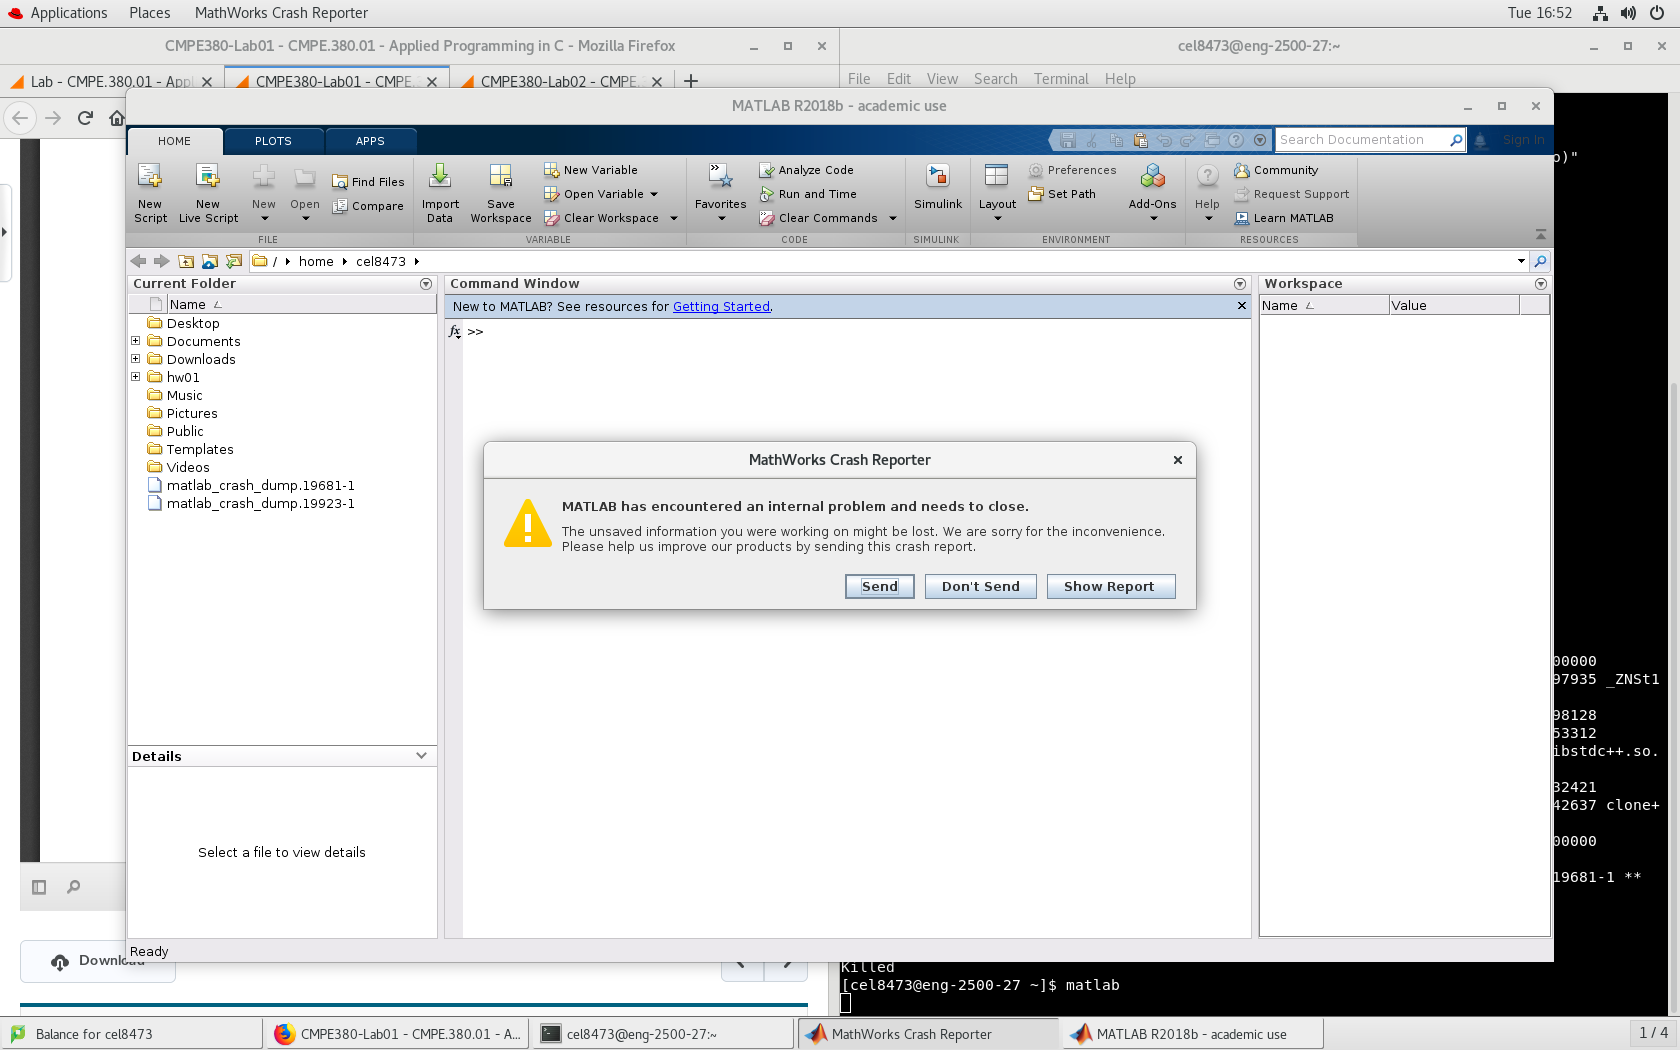 Applications Places MathWorks Crash Reporter Tue 16:52
CMPE380-Lab01 - CMPE.380.01 - Applied Programming in C - Mozilla Firefox
cel8473@eng-2500-27:~
Lab - CMPE.380.01 - Appl
CMPE380-Lab01 - CMPE.
CMPE380-Lab02 - CMPE.
File Edit View Search Terminal Help
MATLAB R2018b - academic use
HOME PLOTS APPS
Search Documentation
Sign In
New Script
New Live Script
New
Open
Find Files
Compare
FILE
Import Data
Save Workspace
New Variable
Open Variable
Clear Workspace
VARIABLE
Favorites
Analyze Code
Run and Time
Clear Commands
CODE
Simulink
SIMULINK
Layout
Preferences
Set Path
Add-Ons
ENVIRONMENT
Help
Community
Request Support
Learn MATLAB
RESOURCES
/ home cel8473
Current Folder
Name
Desktop
Documents
Downloads
hw01
Music
Pictures
Public
Templates
Videos
matlab_crash_dump.19681-1
matlab_crash_dump.19923-1
Details
Select a file to view details
Ready
Command Window
New to MATLAB? See resources for Getting Started.
fx >>
Workspace
Name Value
MathWorks Crash Reporter
MATLAB has encountered an internal problem and needs to close.
The unsaved information you were working on might be lost. We are sorry for the inconvenience.
Please help us improve our products by sending this crash report.
Send Don't Send Show Report
)"
00000
97935 _ZNSt1
98128
53312
ibstdc++.so.
32421
42637 clone+
00000
19681-1 **
Killed
[cel8473@eng-2500-27 ~]$ matlab
Download
Balance for cel8473
CMPE380-Lab01 - CMPE.380.01 - A...
cel8473@eng-2500-27:~
MathWorks Crash Reporter
MATLAB R2018b - academic use
1 / 4